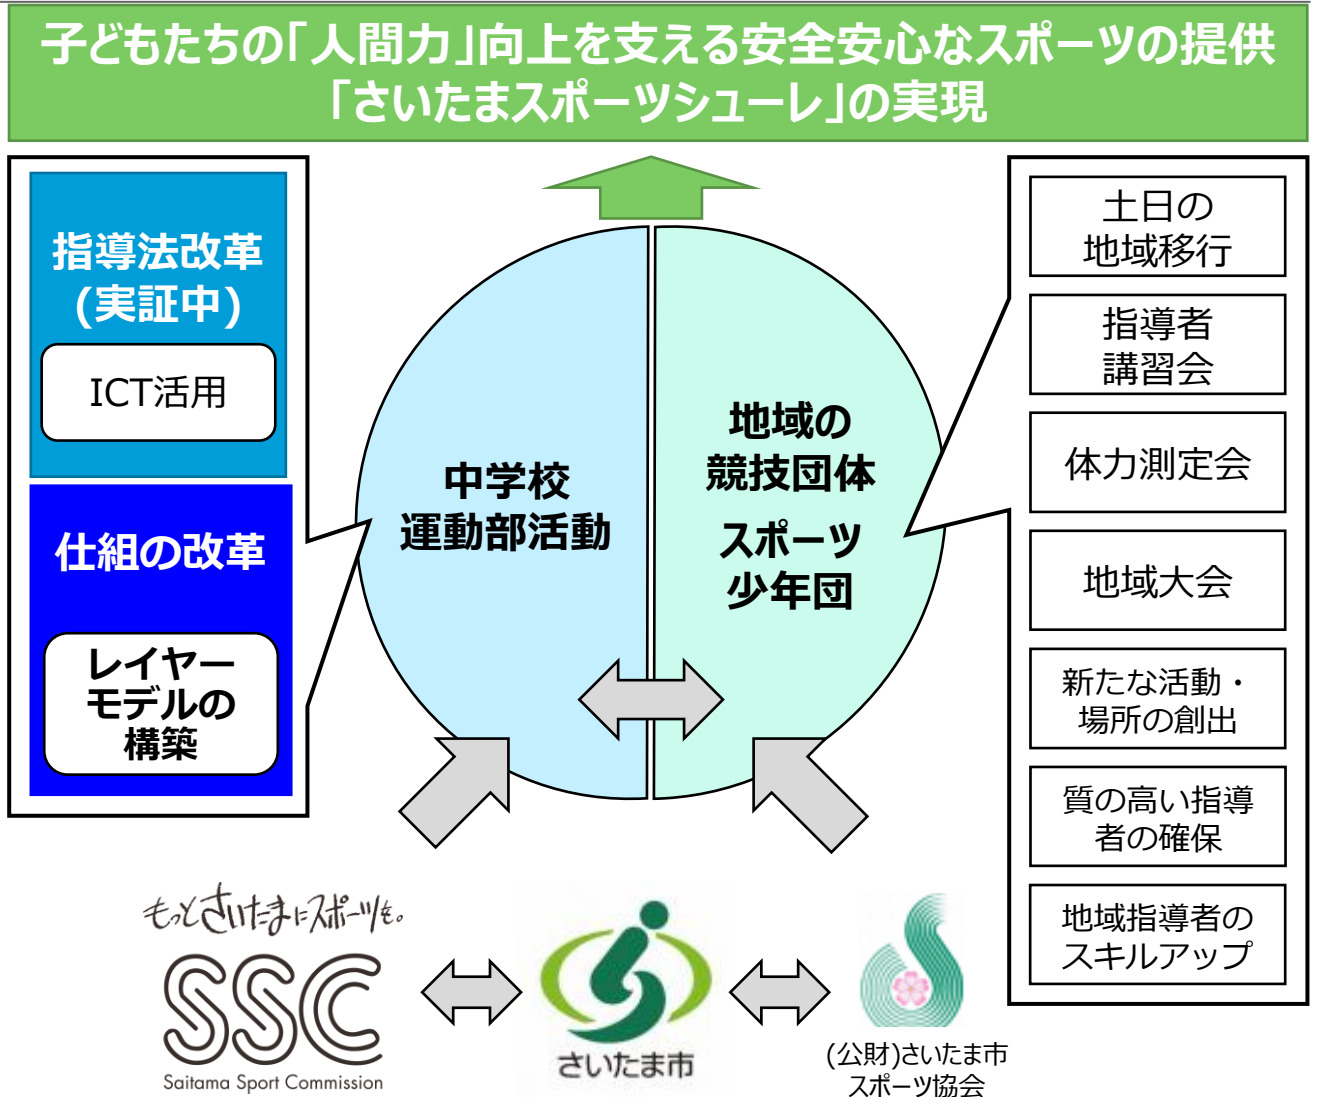 子どもたちの「人間力」向上を支える安全安心なスポーツの提供
「さいたまスポーツシューレ」の実現
指導法改革
(実証中)
ICT活用
仕組の改革
レイヤー
モデルの
構築
中学校
運動部活動
地域の
競技団体
スポーツ
少年団
土日の
地域移行
指導者
講習会
体力測定会
地域大会
新たな活動・
場所の創出
質の高い指導
者の確保
地域指導者の
スキルアップ
もっとさいたまにスポーツを。
SSC
Saitama Sport Commission
さいたま市
(公財)さいたま市
スポーツ協会